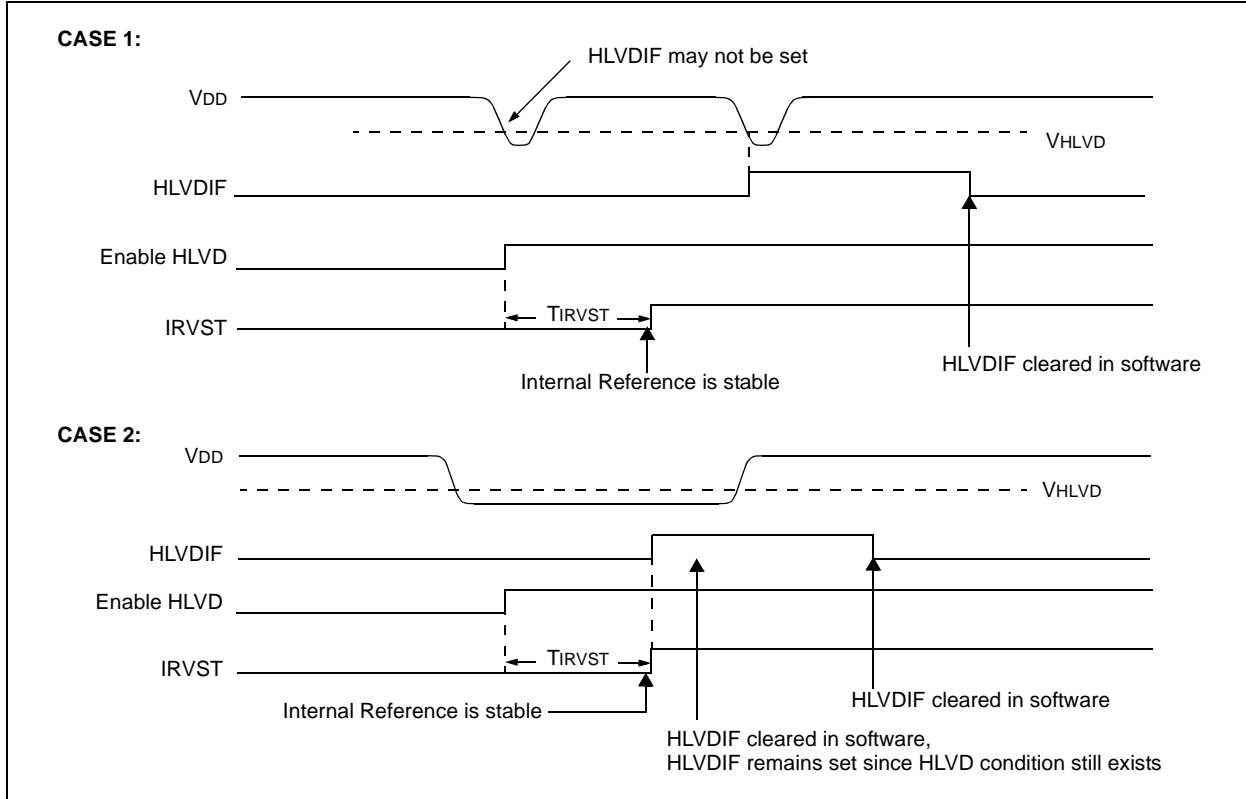 CASE 1:
HLVDIF may not be set
VDD
VHLVD
HLVDIF
Enable HLVD
TIRVST
IRVST
HLVDIF cleared in software
Internal Reference is stable
CASE 2:
VDD
VHLVD
HLVDIF
Enable HLVD
TIRVST
IRVST
HLVDIF cleared in software
Internal Reference is stable
HLVDIF cleared in software,
HLVDIF remains set since HLVD condition still exists